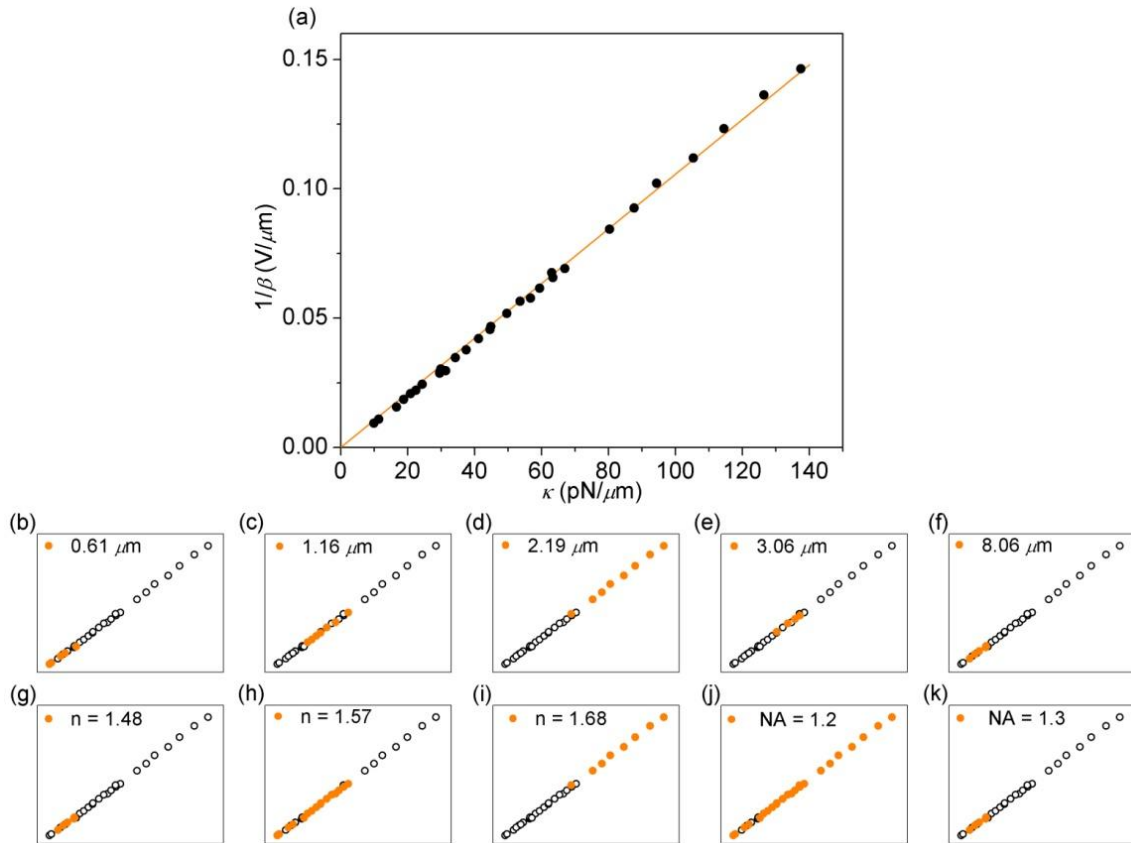 (a)
0.15
0.10
0.05
0.00
1/β (V/μm)
0 20 40 60 80 100 120 140
κ (pN/μm)
(b) (c) (d) (e) (f)
0.61 μm 1.16 μm 2.19 μm 3.06 μm 8.06 μm
(g) (h) (i) (j) (k)
n = 1.48 n = 1.57 n = 1.68 NA = 1.2 NA = 1.3